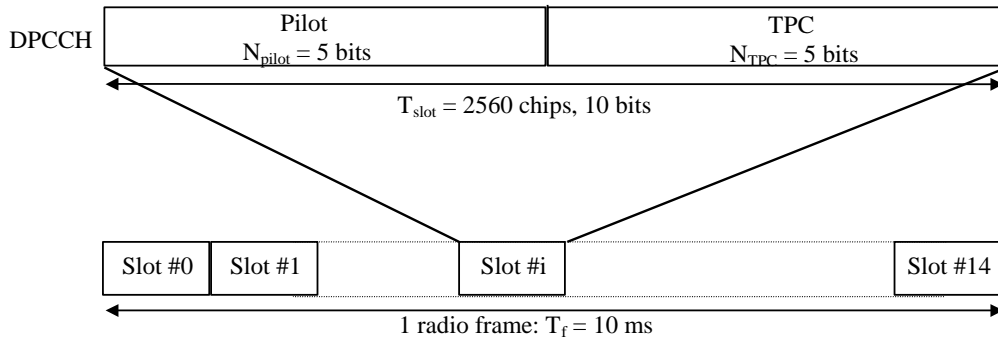 Pilot
TPC
DPCCH
N_pilot = 5 bits
N_TPC = 5 bits
T_slot = 2560 chips, 10 bits
Slot #0
Slot #1
Slot #i
Slot #14
1 radio frame: T_f = 10 ms